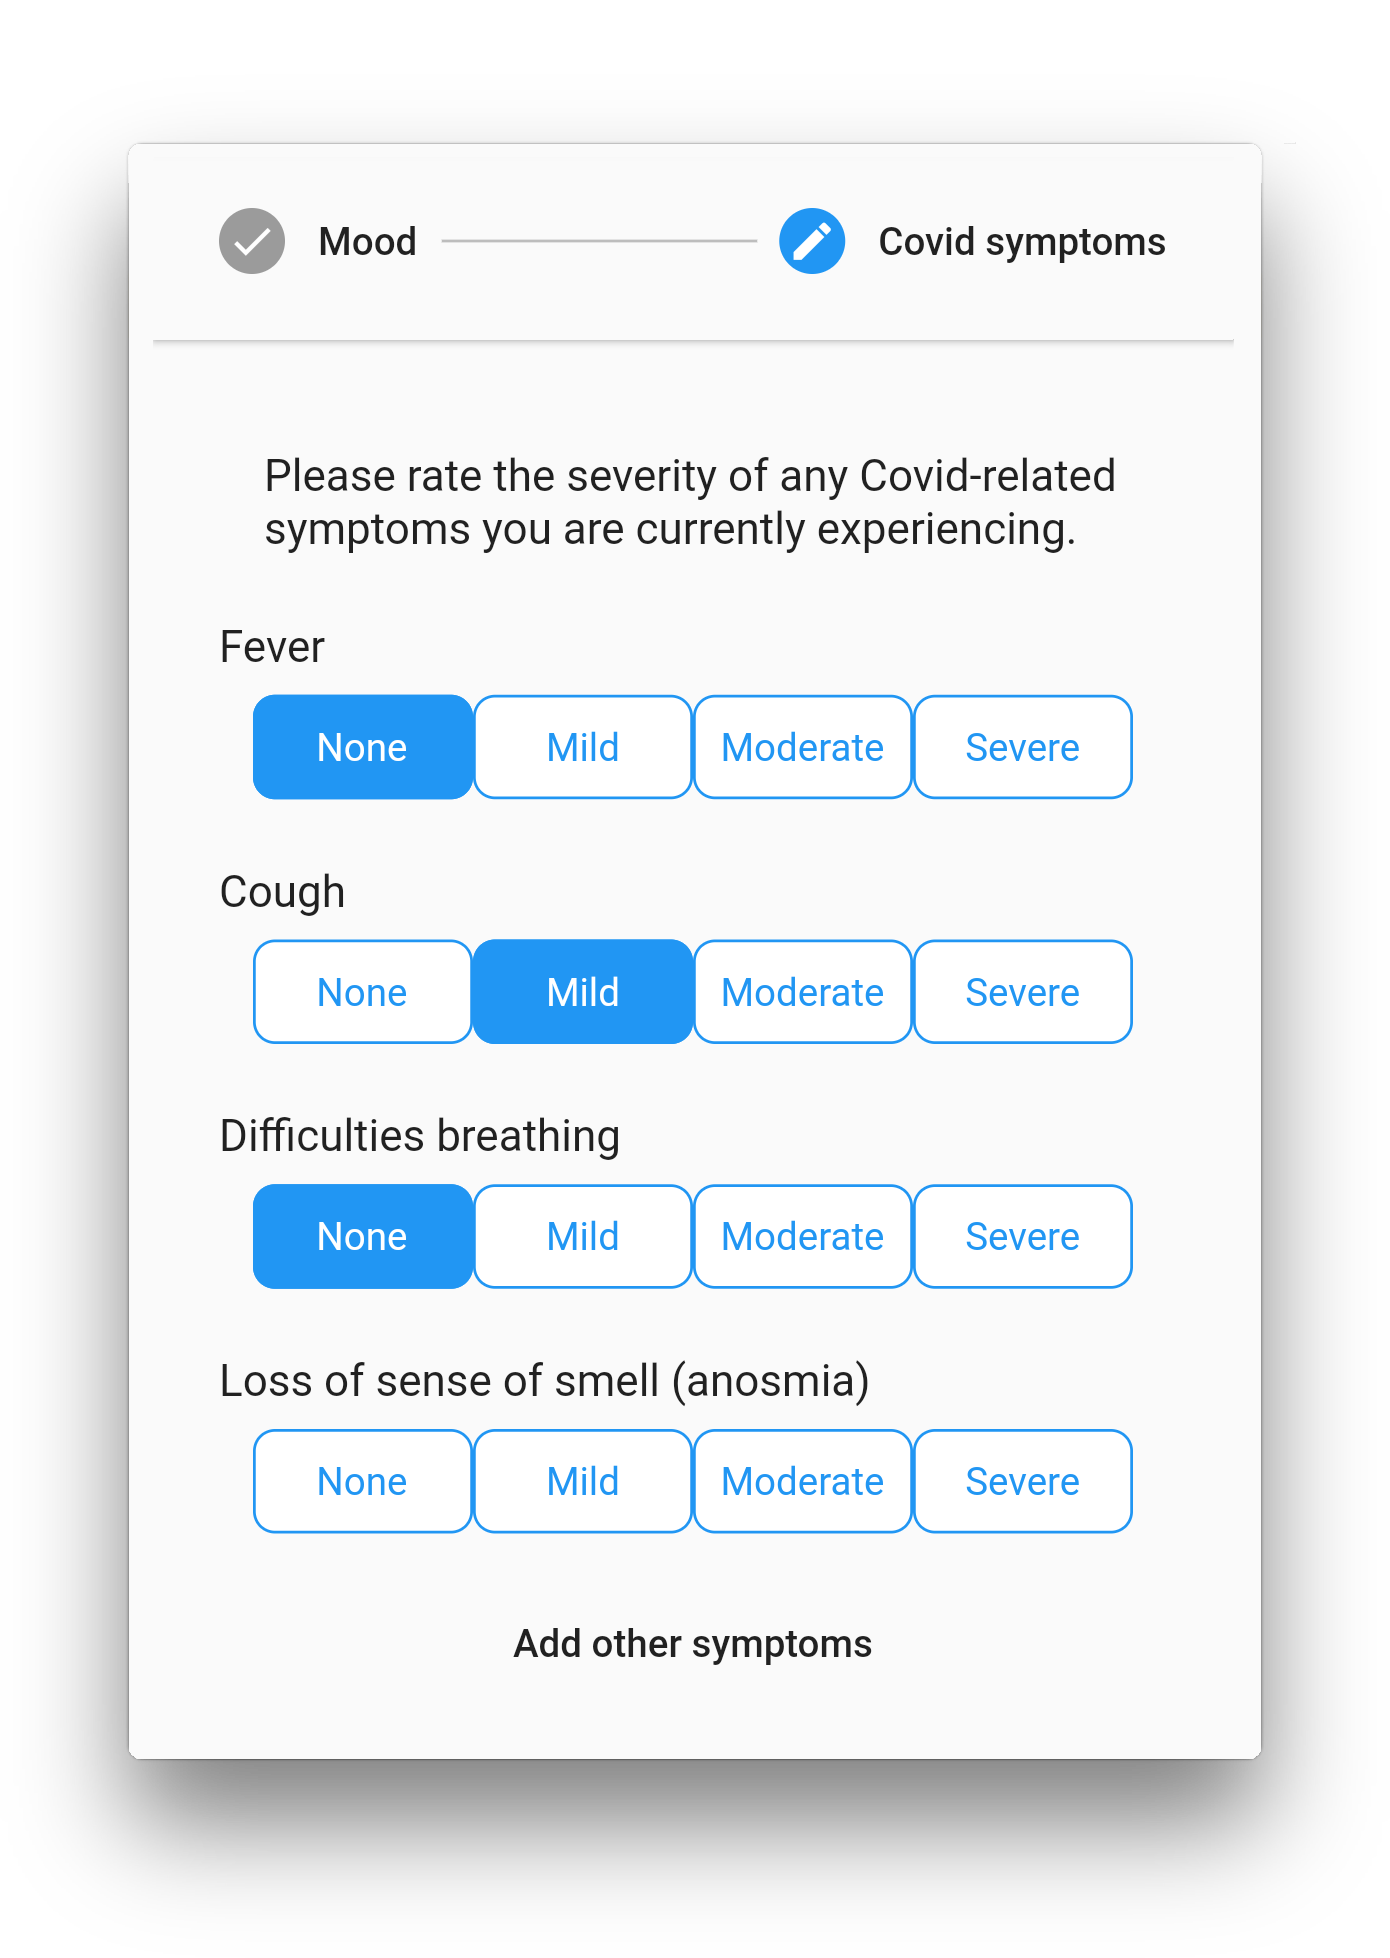 Mood Covid symptoms
Please rate the severity of any Covid-related
symptoms you are currently experiencing.
Fever
None Mild Moderate Severe
Cough
None Mild Moderate Severe
Difficulties breathing
None Mild Moderate Severe
Loss of sense of smell (anosmia)
None Mild Moderate Severe
Add other symptoms